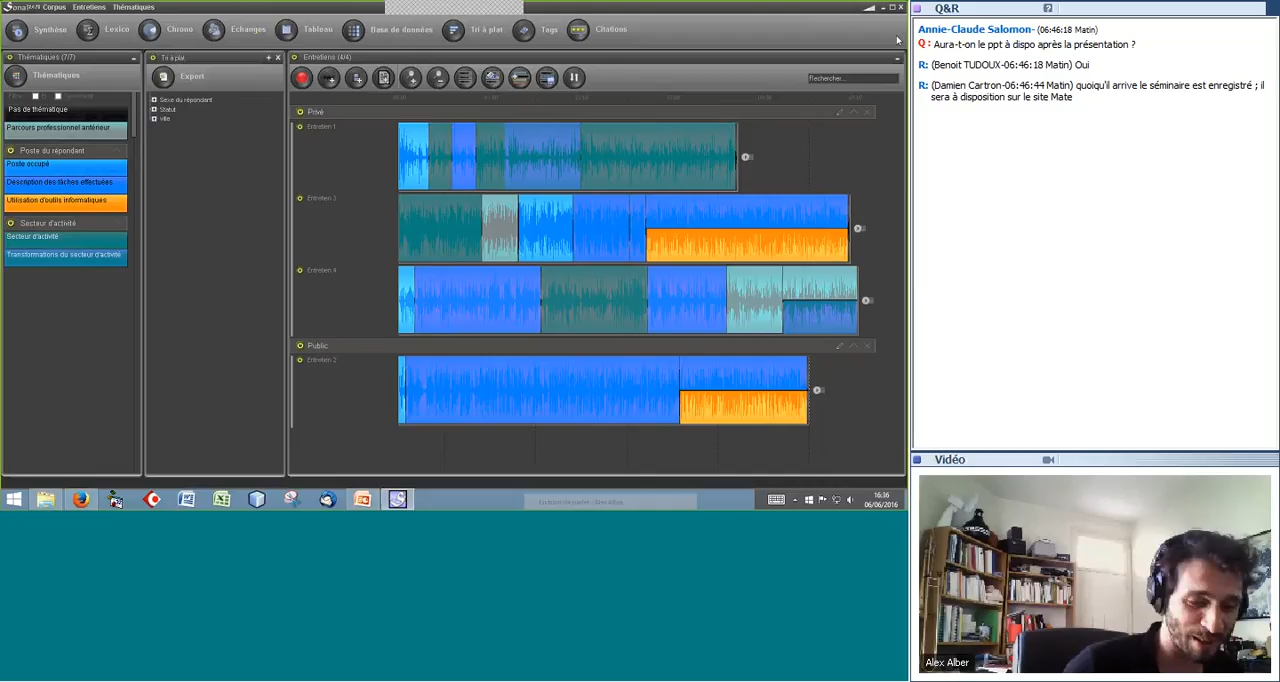 Sonal Corpus Entretiens Thématiques
Synthèse Lexico Chrono Echanges Tableau Base de données Tri à plat Tags Citations
Thématiques (7/7)
Thématiques
Pas de thématique
Parcours professionnel antérieur
Poste du répondant
Poste occupé
Description des tâches effectuées
Utilisation d'outils informatiques
Secteur d'activité
Secteur d'activité
Transformations du secteur d'activité
Tri à plat
Export
Sexe du répondant
Statut
ville
Entretiens (4/4)
Rechercher...
Privé
Entretien 1
Entretien 3
Entretien 4
Public
Entretien 2
16:36
06/06/2016
Q&R
Annie-Claude Salomon- (06:46:18 Matin)
Q : Aura-t-on le ppt à dispo après la présentation ?
R: (Benoit TUDOUX-06:46:18 Matin) Oui
R: (Damien Cartron-06:46:44 Matin) quoiqu'il arrive le séminaire est enregistré ; il
sera à disposition sur le site Mate
Vidéo
Alex Alber